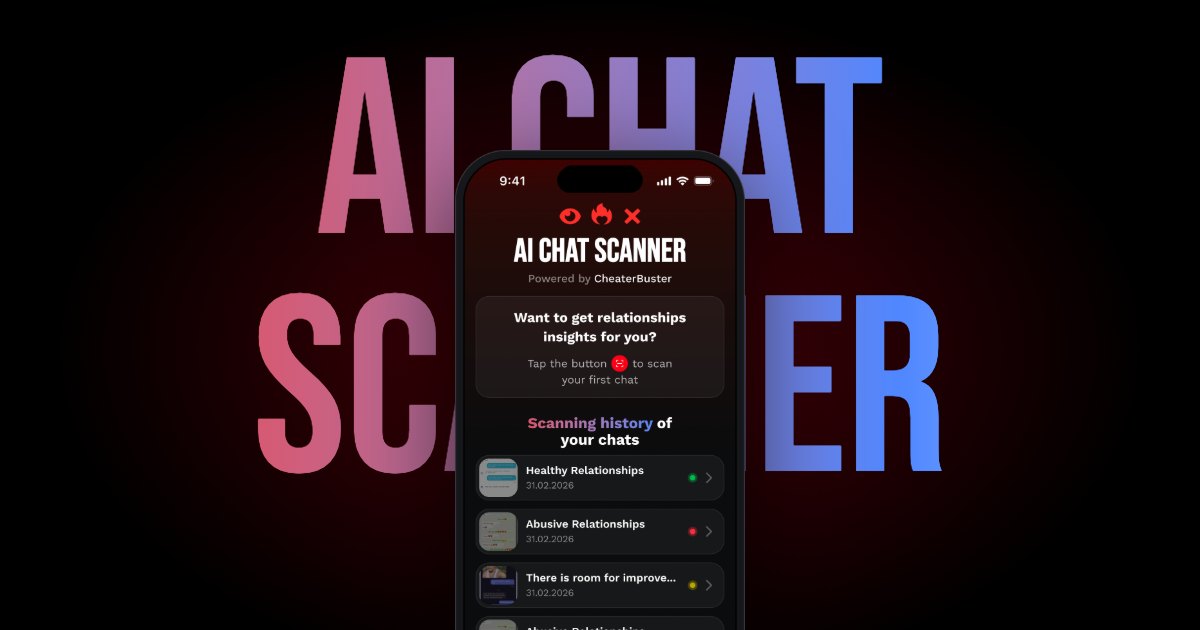 AI CHAT
SCANNER
9:41
AI CHAT SCANNER
Powered by CheaterBuster
Want to get relationships
insights for you?
Tap the button to scan
your first chat
Scanning history of
your chats
Healthy Relationships
31.02.2026
Abusive Relationships
31.02.2026
There is room for improve...
31.02.2026
Abusive Relationships